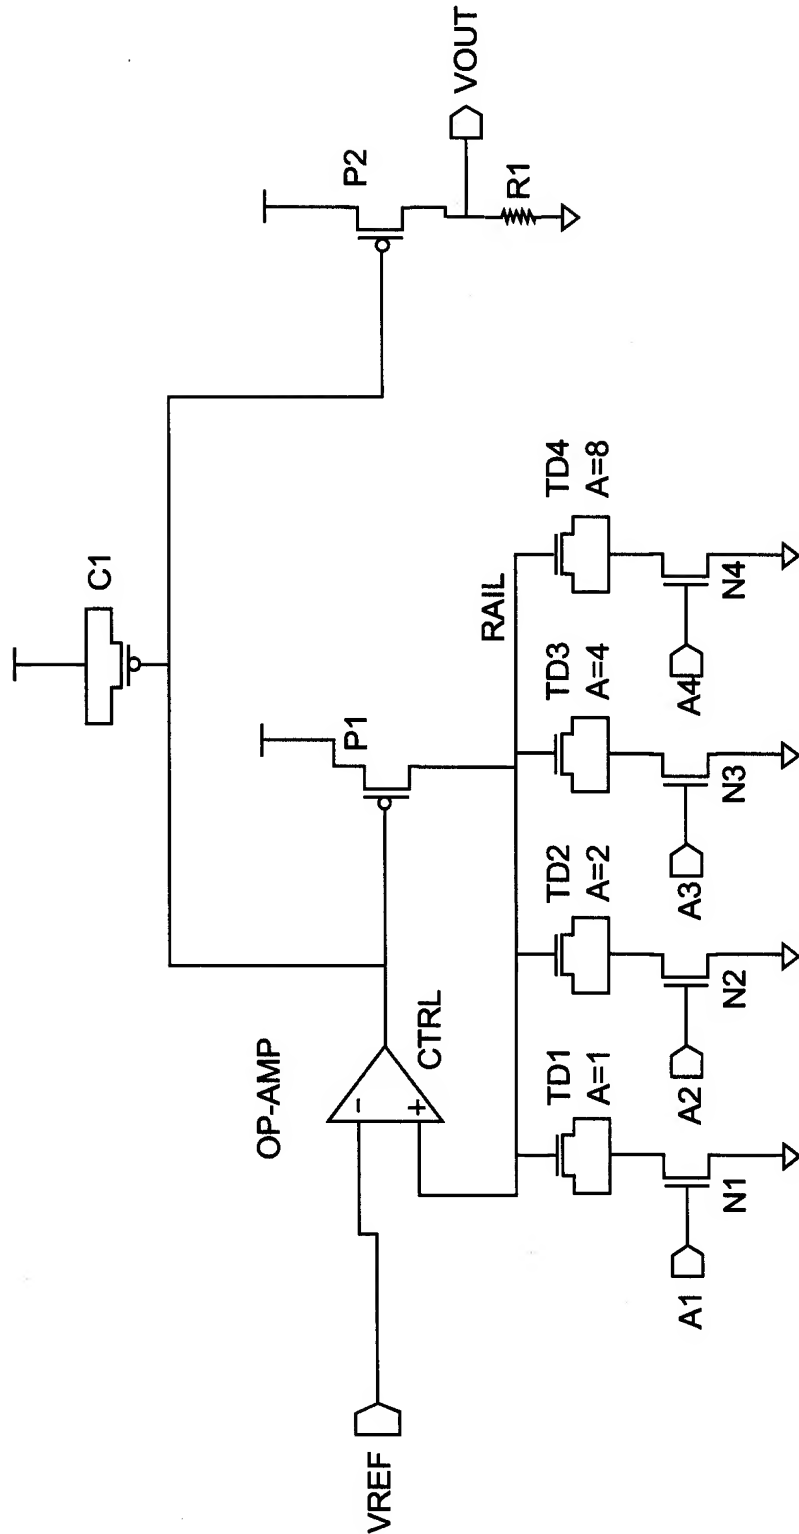 C1
P2
VOUT
R1
OP-AMP
P1
VREF
-
+
CTRL
RAIL
TD1
A=1
TD2
A=2
TD3
A=4
TD4
A=8
A1
N1
A2
N2
A3
N3
A4
N4